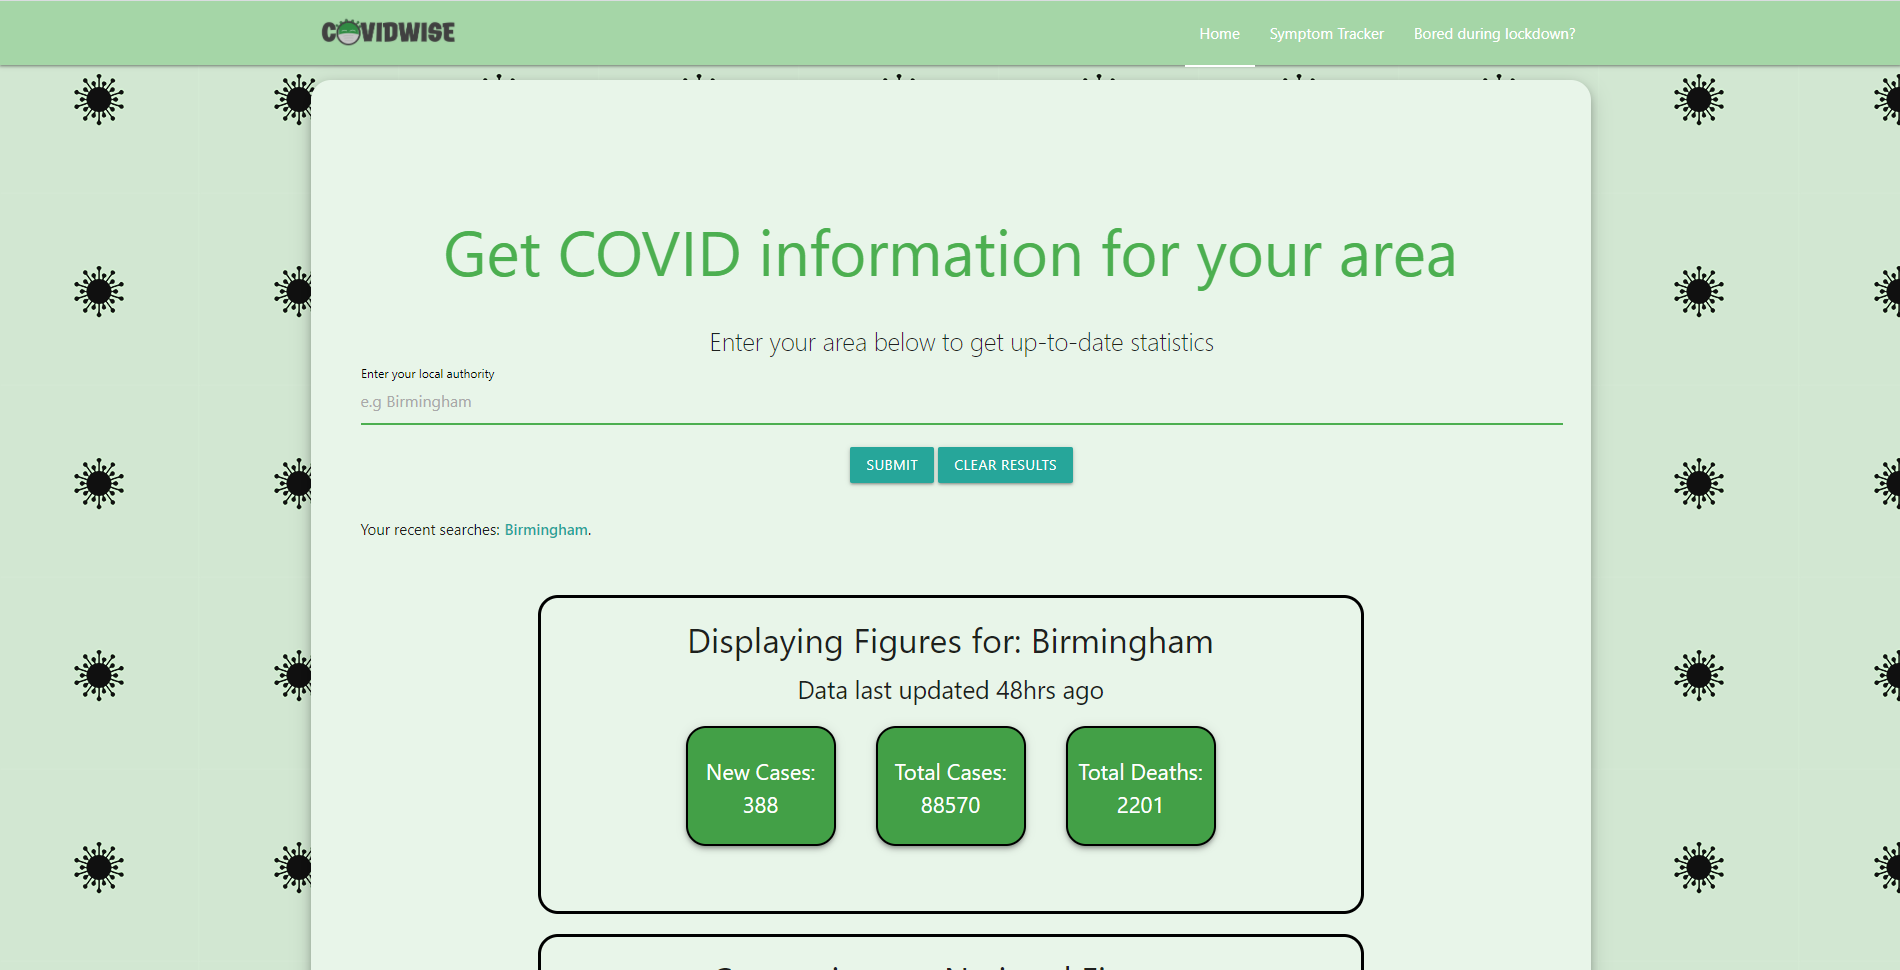 COVIDWISE
Home
Symptom Tracker
Bored during lockdown?
Get COVID information for your area
Enter your area below to get up-to-date statistics
Enter your local authority
e.g Birmingham
SUBMIT
CLEAR RESULTS
Your recent searches: Birmingham.
Displaying Figures for: Birmingham
Data last updated 48hrs ago
New Cases:
388
Total Cases:
88570
Total Deaths:
2201